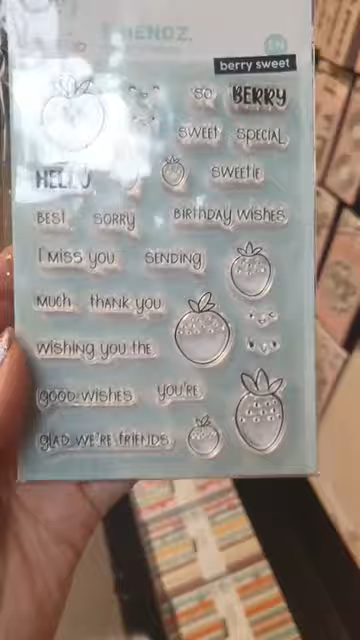 berry sweet
so BERRY
SWEET SPECIAL
HELLO SWEETIE
BEST SORRY BIRTHDAY WISHES
I MISS YOU SENDING
MUCH THANK YOU
WISHING YOU THE
GOOD WISHES YOU'RE
GLAD WE'RE FRIENDS